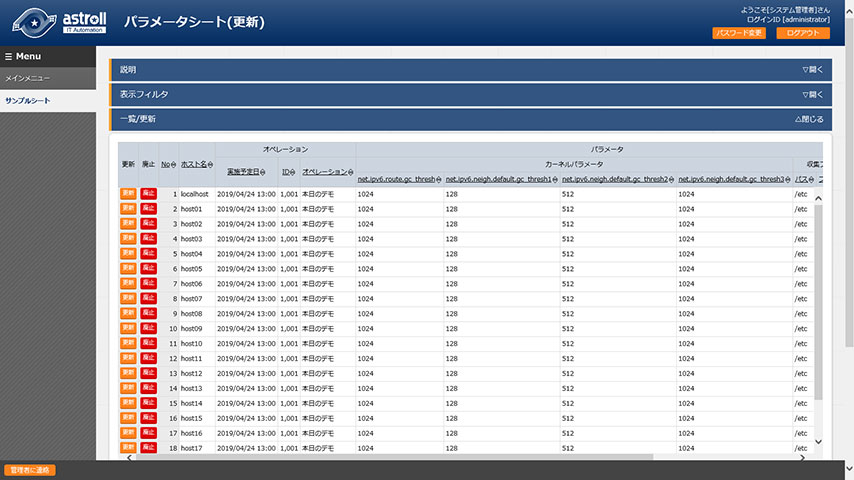 astroll
IT Automation
パラメータシート(更新)
ようこそ[システム管理者]さん
ログインID [administrator]
パスワード変更 ログアウト
Menu
メインメニュー
サンプルシート
説明 ▽開く
表示フィルタ ▽開く
一覧/更新 △閉じる
更新 廃止 No ホスト名 オペレーション パラメータ
カーネルパラメータ
実施予定日 ID オペレーション net.ipv6.route.gc_thresh net.ipv6.neigh.default.gc_thresh1 net.ipv6.neigh.default.gc_thresh2 net.ipv6.neigh.default.gc_thresh3 パス
更新 廃止 1 localhost 2019/04/24 13:00 1,001 本日のデモ 1024 128 512 1024 /etc
更新 廃止 2 host01 2019/04/24 13:00 1,001 本日のデモ 1024 128 512 1024 /etc
更新 廃止 3 host02 2019/04/24 13:00 1,001 本日のデモ 1024 128 512 1024 /etc
更新 廃止 4 host03 2019/04/24 13:00 1,001 本日のデモ 1024 128 512 1024 /etc
更新 廃止 5 host04 2019/04/24 13:00 1,001 本日のデモ 1024 128 512 1024 /etc
更新 廃止 6 host05 2019/04/24 13:00 1,001 本日のデモ 1024 128 512 1024 /etc
更新 廃止 7 host06 2019/04/24 13:00 1,001 本日のデモ 1024 128 512 1024 /etc
更新 廃止 8 host07 2019/04/24 13:00 1,001 本日のデモ 1024 128 512 1024 /etc
更新 廃止 9 host08 2019/04/24 13:00 1,001 本日のデモ 1024 128 512 1024 /etc
更新 廃止 10 host09 2019/04/24 13:00 1,001 本日のデモ 1024 128 512 1024 /etc
更新 廃止 11 host10 2019/04/24 13:00 1,001 本日のデモ 1024 128 512 1024 /etc
更新 廃止 12 host11 2019/04/24 13:00 1,001 本日のデモ 1024 128 512 1024 /etc
更新 廃止 13 host12 2019/04/24 13:00 1,001 本日のデモ 1024 128 512 1024 /etc
更新 廃止 14 host13 2019/04/24 13:00 1,001 本日のデモ 1024 128 512 1024 /etc
更新 廃止 15 host14 2019/04/24 13:00 1,001 本日のデモ 1024 128 512 1024 /etc
更新 廃止 16 host15 2019/04/24 13:00 1,001 本日のデモ 1024 128 512 1024 /etc
更新 廃止 17 host16 2019/04/24 13:00 1,001 本日のデモ 1024 128 512 1024 /etc
更新 廃止 18 host17 2019/04/24 13:00 1,001 本日のデモ 1024 128 512 1024 /etc
管理者に連絡